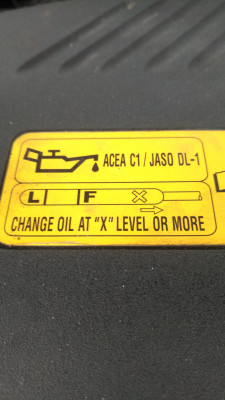 ACEA C1 / JASO DL-1
L F X
CHANGE OIL AT "X" LEVEL OR MORE